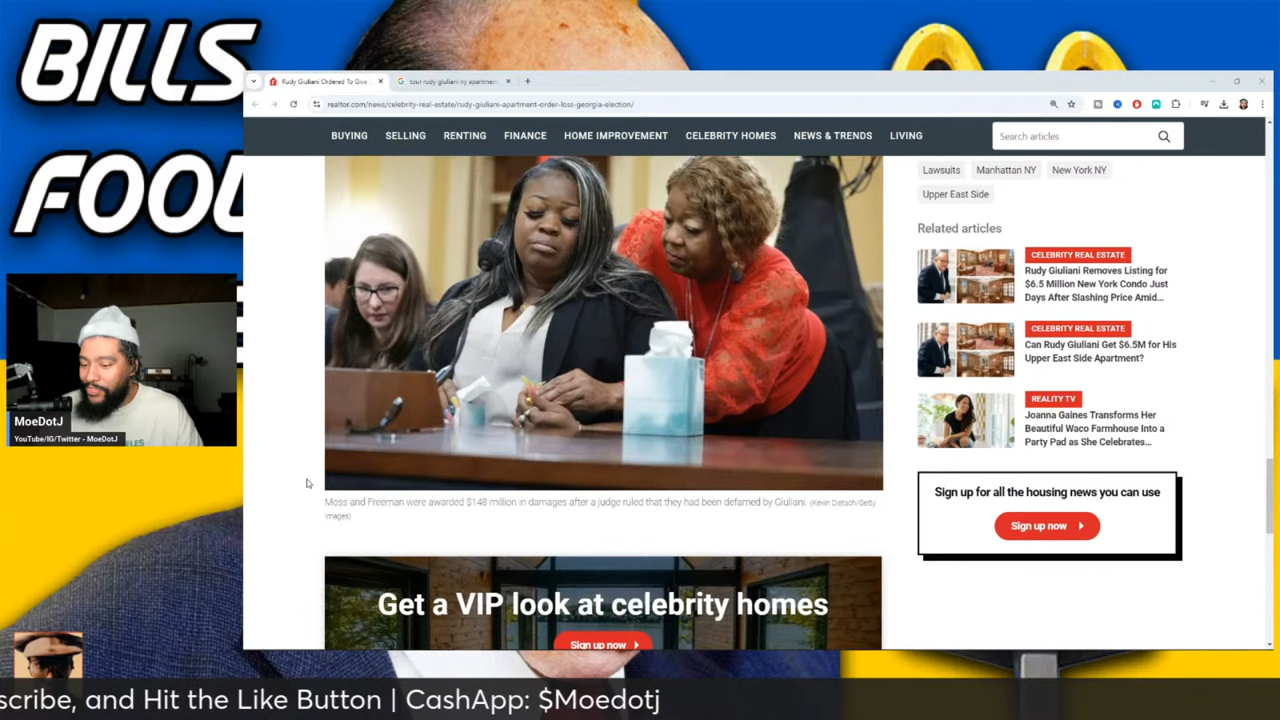 BILLS
FOO
Rudy Giuliani Ordered To Give
tour rudy giuliani ny apartmen
realtor.com/news/celebrity-real-estate/rudy-giuliani-apartment-order-loss-georgia-election/
BUYING SELLING RENTING FINANCE HOME IMPROVEMENT CELEBRITY HOMES NEWS & TRENDS LIVING
Search articles
Lawsuits Manhattan NY New York NY
Upper East Side
Related articles
CELEBRITY REAL ESTATE
Rudy Giuliani Removes Listing for
$6.5 Million New York Condo Just
Days After Slashing Price Amid...
CELEBRITY REAL ESTATE
Can Rudy Giuliani Get $6.5M for His
Upper East Side Apartment?
REALITY TV
Joanna Gaines Transforms Her
Beautiful Waco Farmhouse Into a
Party Pad as She Celebrates...
Sign up for all the housing news you can use
Sign up now
Moss and Freeman were awarded $148 million in damages after a judge ruled that they had been defamed by Giuliani. (Kevin Dietsch/Getty
Images)
Get a VIP look at celebrity homes
Sign up now
MoeDotJ
YouTube/IG/Twitter - MoeDotJ
scribe, and Hit the Like Button | CashApp: $Moedotj